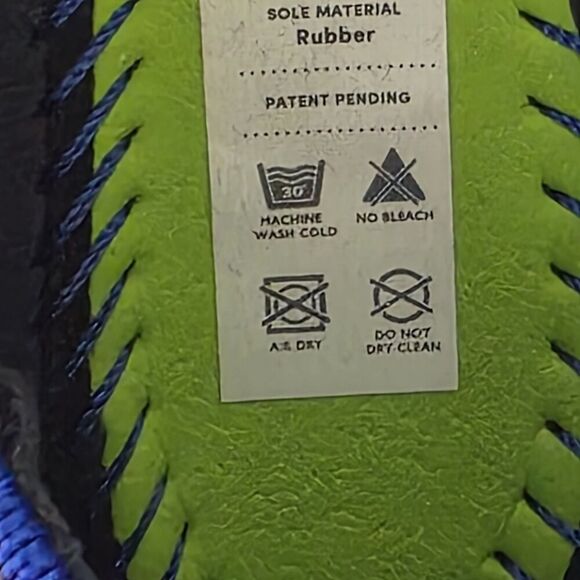 SOLE MATERIAL
Rubber
PATENT PENDING
30°
MACHINE
WASH COLD
NO BLEACH
AIR DRY
DO NOT
DRY CLEAN